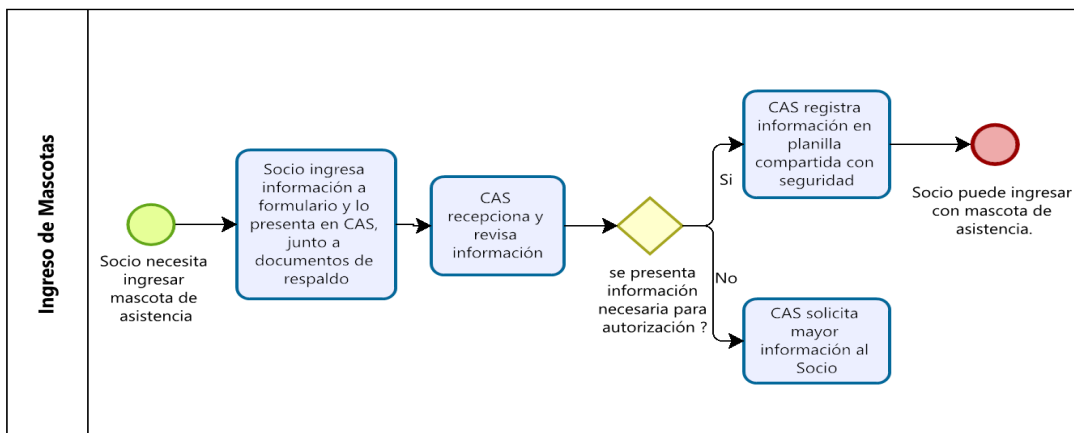 Ingreso de Mascotas
Socio necesita
ingresar
mascota de
asistencia
Socio ingresa
información a
formulario y lo
presenta en CAS,
junto a
documentos de
respaldo
CAS
recepciona y
revisa
información
se presenta
información
necesaria para
autorización ?
Si
CAS registra
información en
planilla
compartida con
seguridad
Socio puede ingresar
con mascota de
asistencia.
No
CAS solicita
mayor
información al
Socio